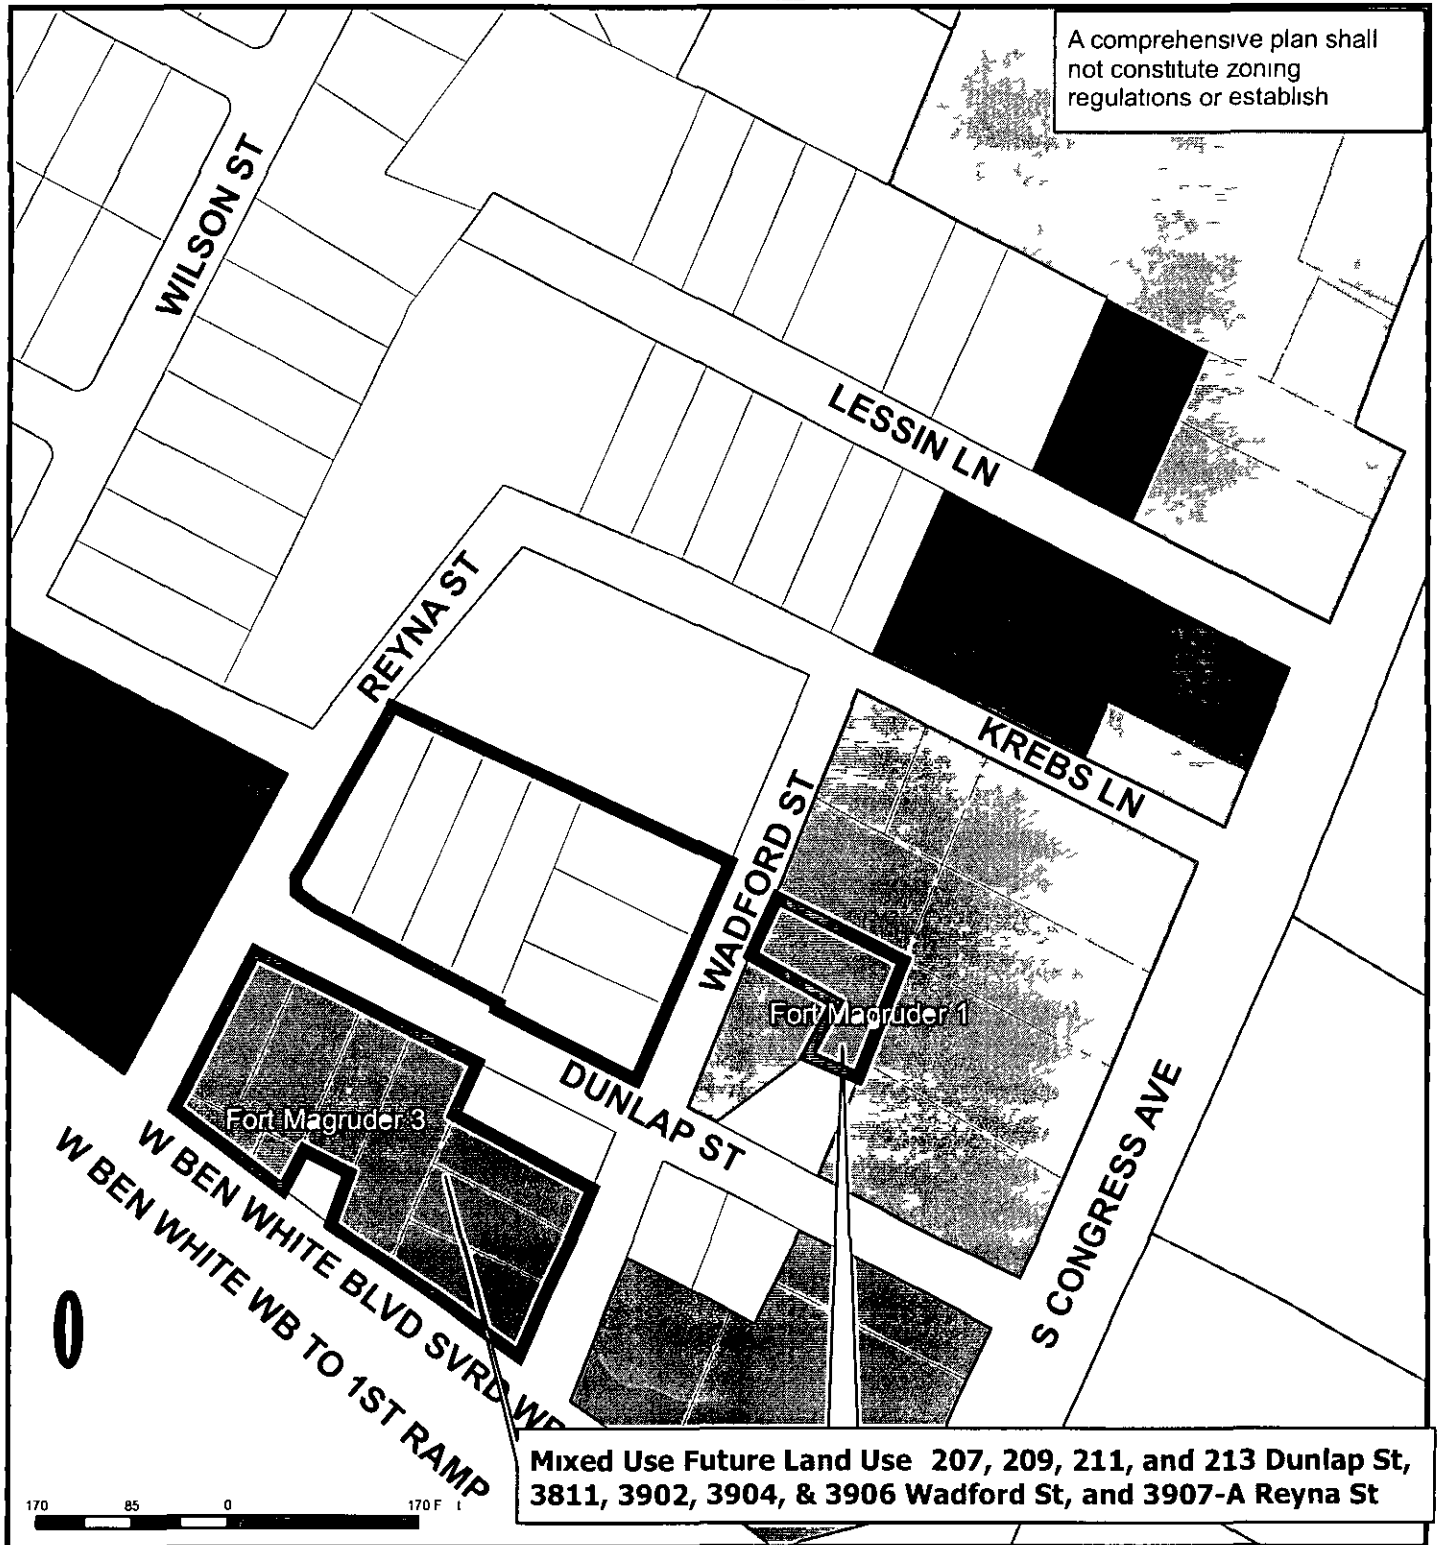 A comprehensive plan shall
not constitute zoning
regulations or establish
WILSON ST
LESSIN LN
REYNA ST
KREBS LN
WADFORD ST
Fort Magruder 1
DUNLAP ST
Fort Magruder 3
S CONGRESS AVE
W BEN WHITE BLVD SVRD
W BEN WHITE WB TO 1ST RAMP
Mixed Use Future Land Use 207, 209, 211, and 213 Dunlap St,
3811, 3902, 3904, & 3906 Wadford St, and 3907-A Reyna St
170 85 0 170 F t